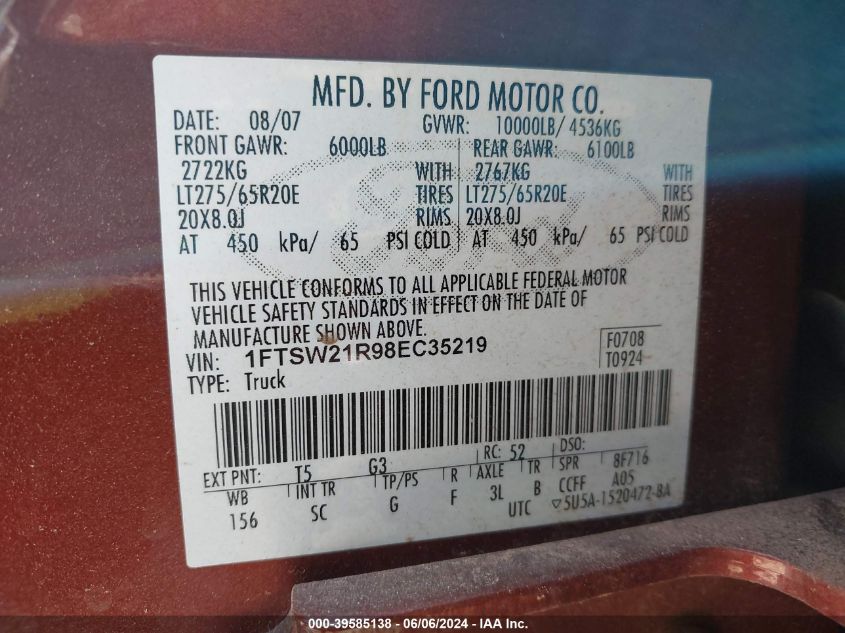 MFD. BY FORD MOTOR CO.
DATE: 08/07 GVWR: 10000LB/ 4536KG
FRONT GAWR: 6000LB REAR GAWR: 6100LB
2722KG WITH 2767KG WITH
LT275/65R20E TIRES LT275/65R20E TIRES
20X8.0J RIMS 20X8.0J RIMS
AT 450 kPa/ 65 PSI COLD AT 450 kPa/ 65 PSI COLD
THIS VEHICLE CONFORMS TO ALL APPLICABLE FEDERAL MOTOR
VEHICLE SAFETY STANDARDS IN EFFECT ON THE DATE OF
MANUFACTURE SHOWN ABOVE.
VIN: 1FTSW21R98EC35219 F0708
TYPE: Truck T0924
EXT PNT: T5 G3 RC: 52 DSO:
WB INT TR TP/PS R AXLE TR SPR 8F716
156 SC G F 3L B CCFF A05
UTC ▽5U5A-1520472-BA
000-39585138 - 06/06/2024 - IAA Inc.